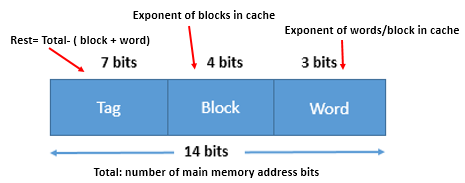 Exponent of blocks in cache
Exponent of words/block in cache
Rest= Total- ( block + word)
7 bits
4 bits
3 bits
Tag
Block
Word
14 bits
Total: number of main memory address bits